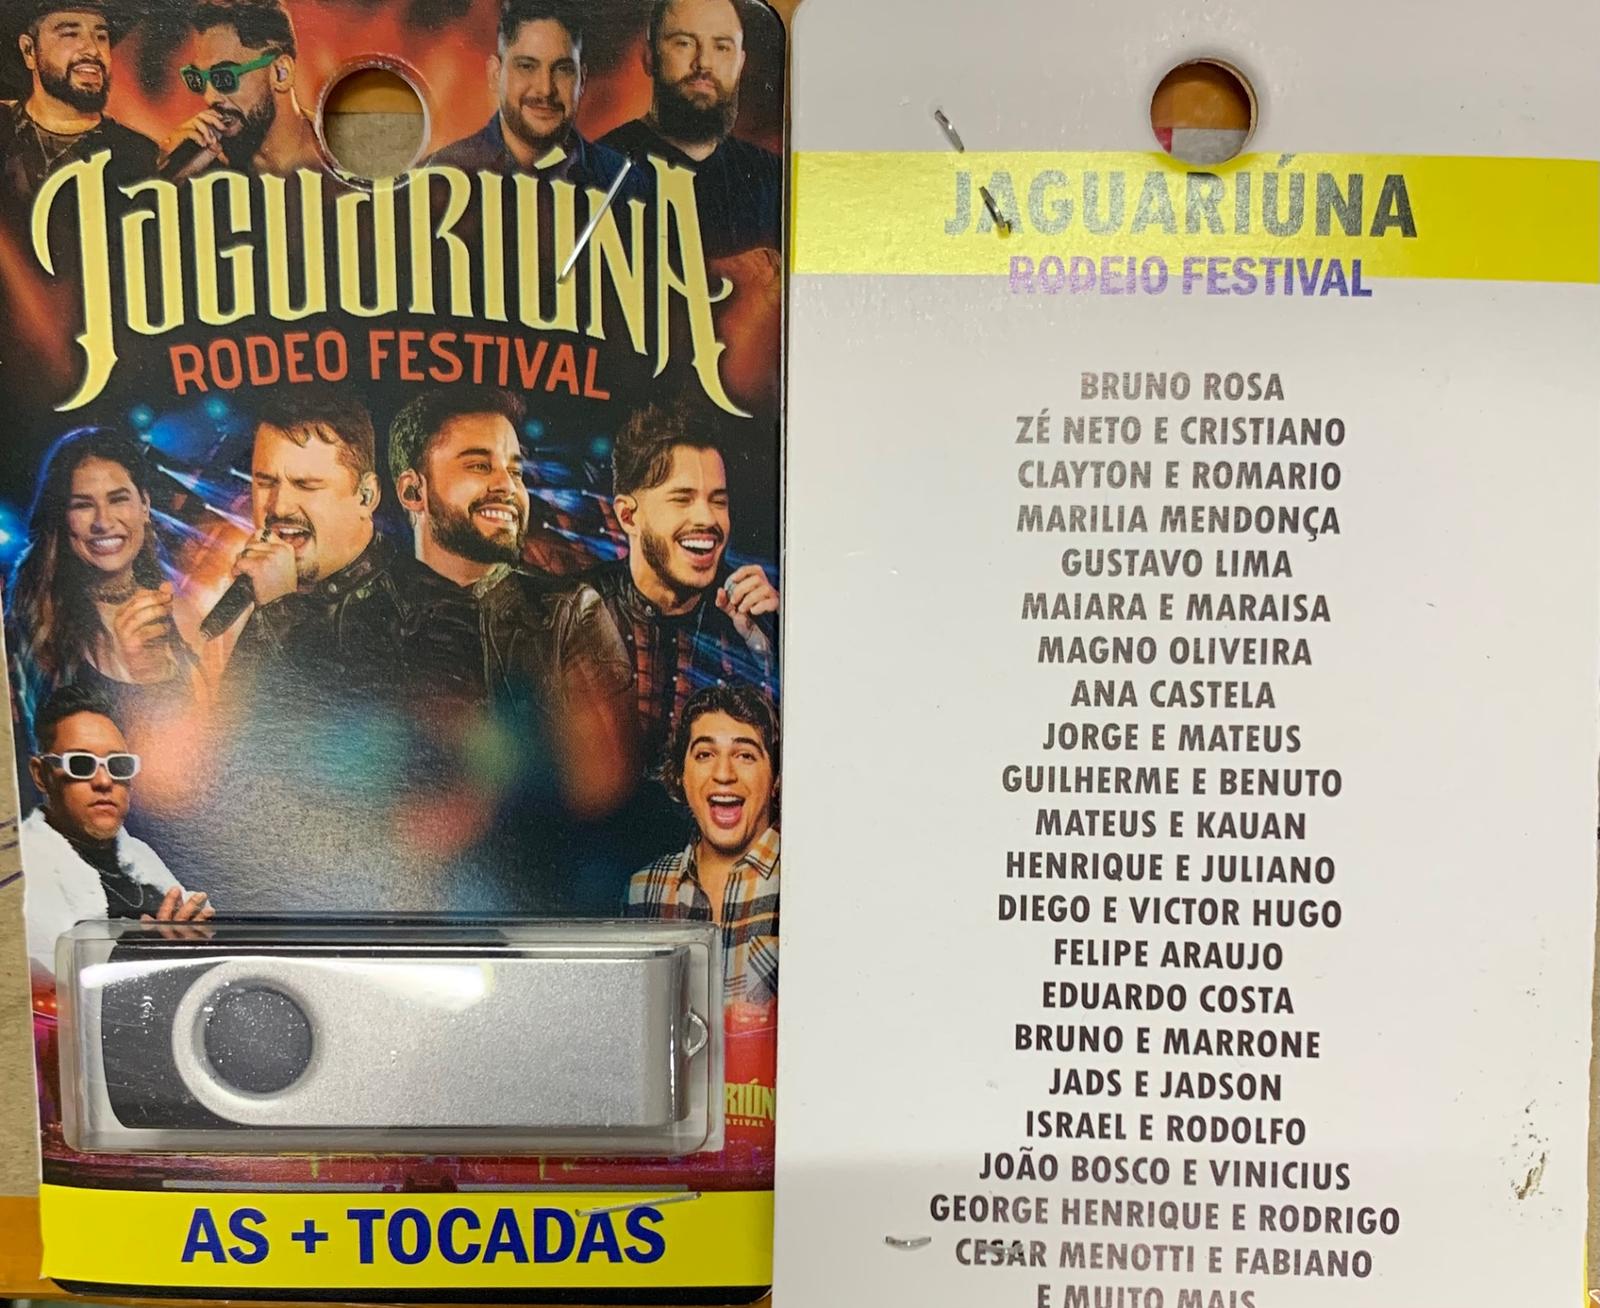 JAGUARIÚNA
RODEO FESTIVAL
AS + TOCADAS
JAGUARIÚNA
RODEIO FESTIVAL
BRUNO ROSA
ZÉ NETO E CRISTIANO
CLAYTON E ROMARIO
MARILIA MENDONÇA
GUSTAVO LIMA
MAIARA E MARAISA
MAGNO OLIVEIRA
ANA CASTELA
JORGE E MATEUS
GUILHERME E BENUTO
MATEUS E KAUAN
HENRIQUE E JULIANO
DIEGO E VICTOR HUGO
FELIPE ARAUJO
EDUARDO COSTA
BRUNO E MARRONE
JADS E JADSON
ISRAEL E RODOLFO
JOÃO BOSCO E VINICIUS
GEORGE HENRIQUE E RODRIGO
CESAR MENOTTI E FABIANO
E MUITO MAIS